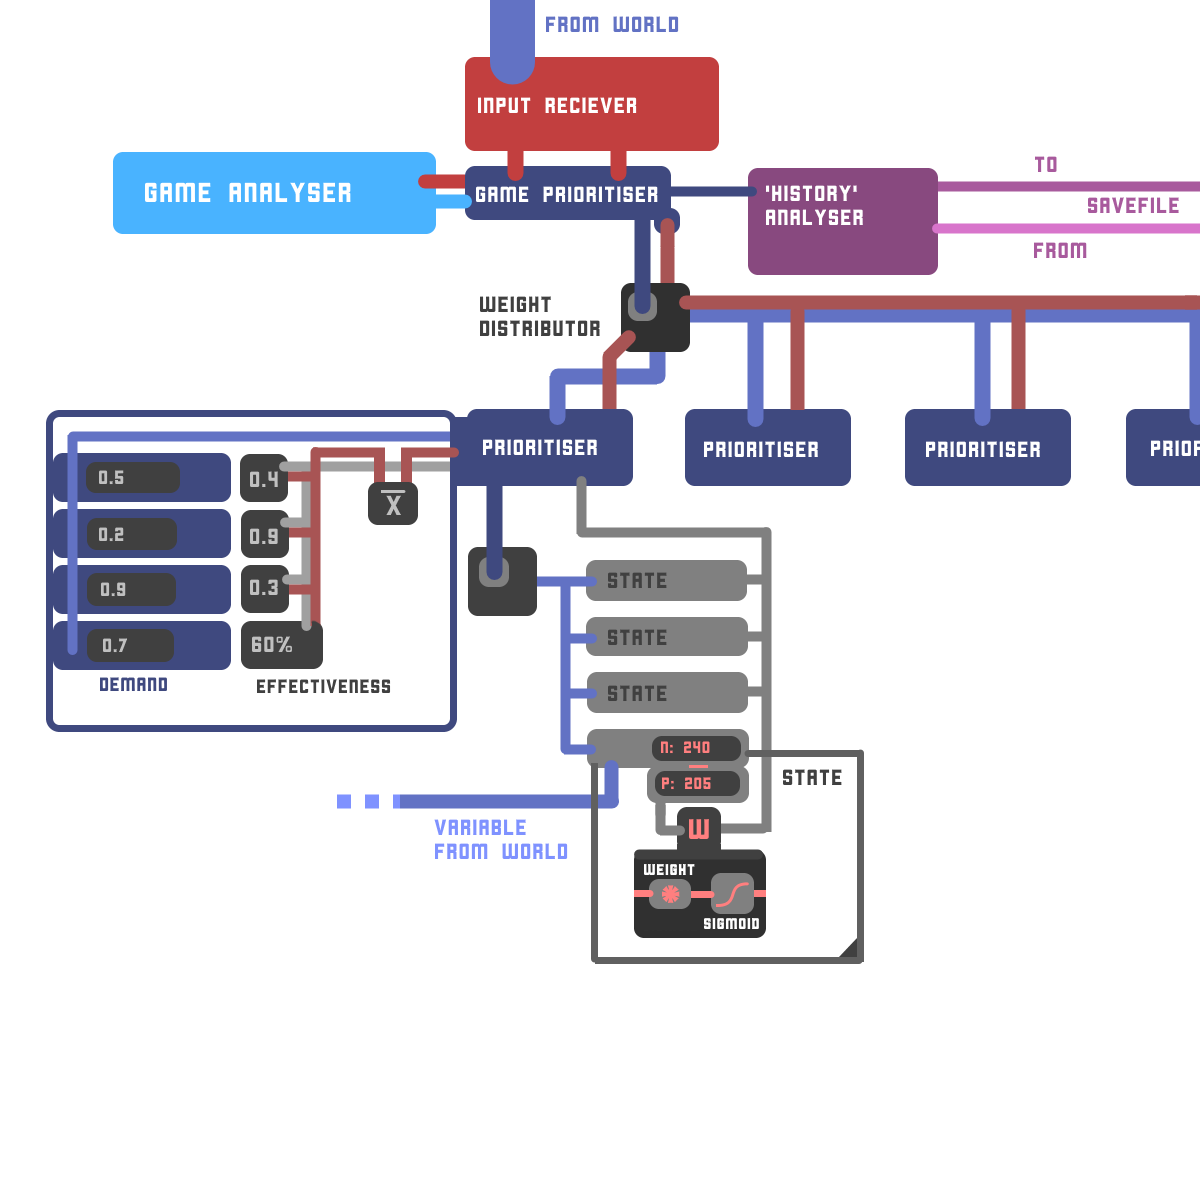 FROM WORLD
INPUT RECIEVER
GAME ANALYSER
GAME PRIORITISER
'HISTORY'
ANALYSER
TO
SAVEFILE
FROM
WEIGHT
DISTRIBUTOR
PRIORITISER
PRIORITISER
PRIORITISER
PRIOR
0.5
0.4
0.2
0.9
0.9
0.3
0.7
60%
X
DEMAND
EFFECTIVENESS
STATE
STATE
STATE
N: 240
P: 205
STATE
VARIABLE
FROM WORLD
W
WEIGHT
SIGMOID